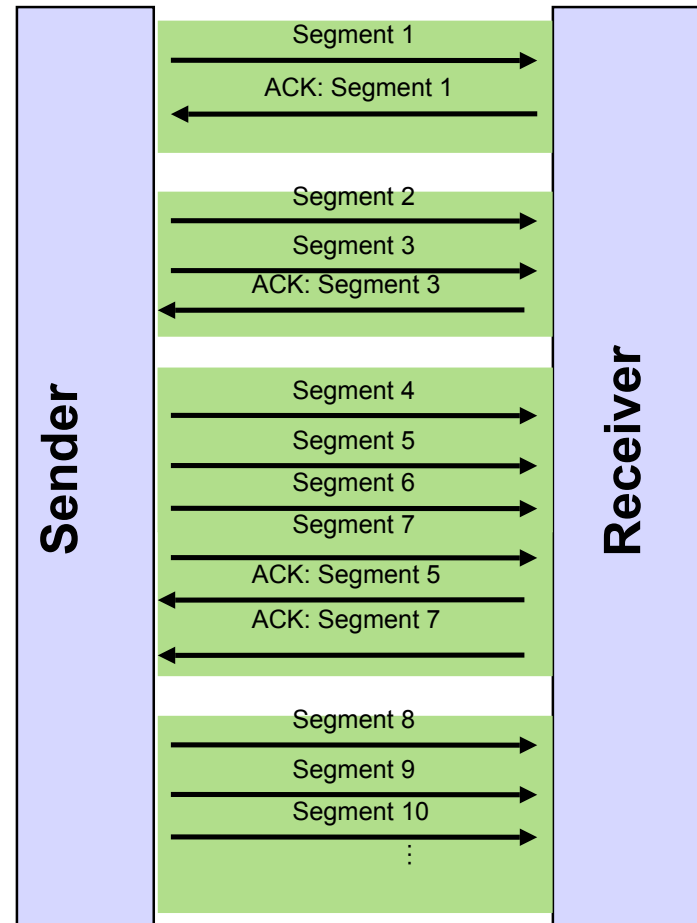 Sender
Receiver
Segment 1
ACK: Segment 1
Segment 2
Segment 3
ACK: Segment 3
Segment 4
Segment 5
Segment 6
Segment 7
ACK: Segment 5
ACK: Segment 7
Segment 8
Segment 9
Segment 10
⋮